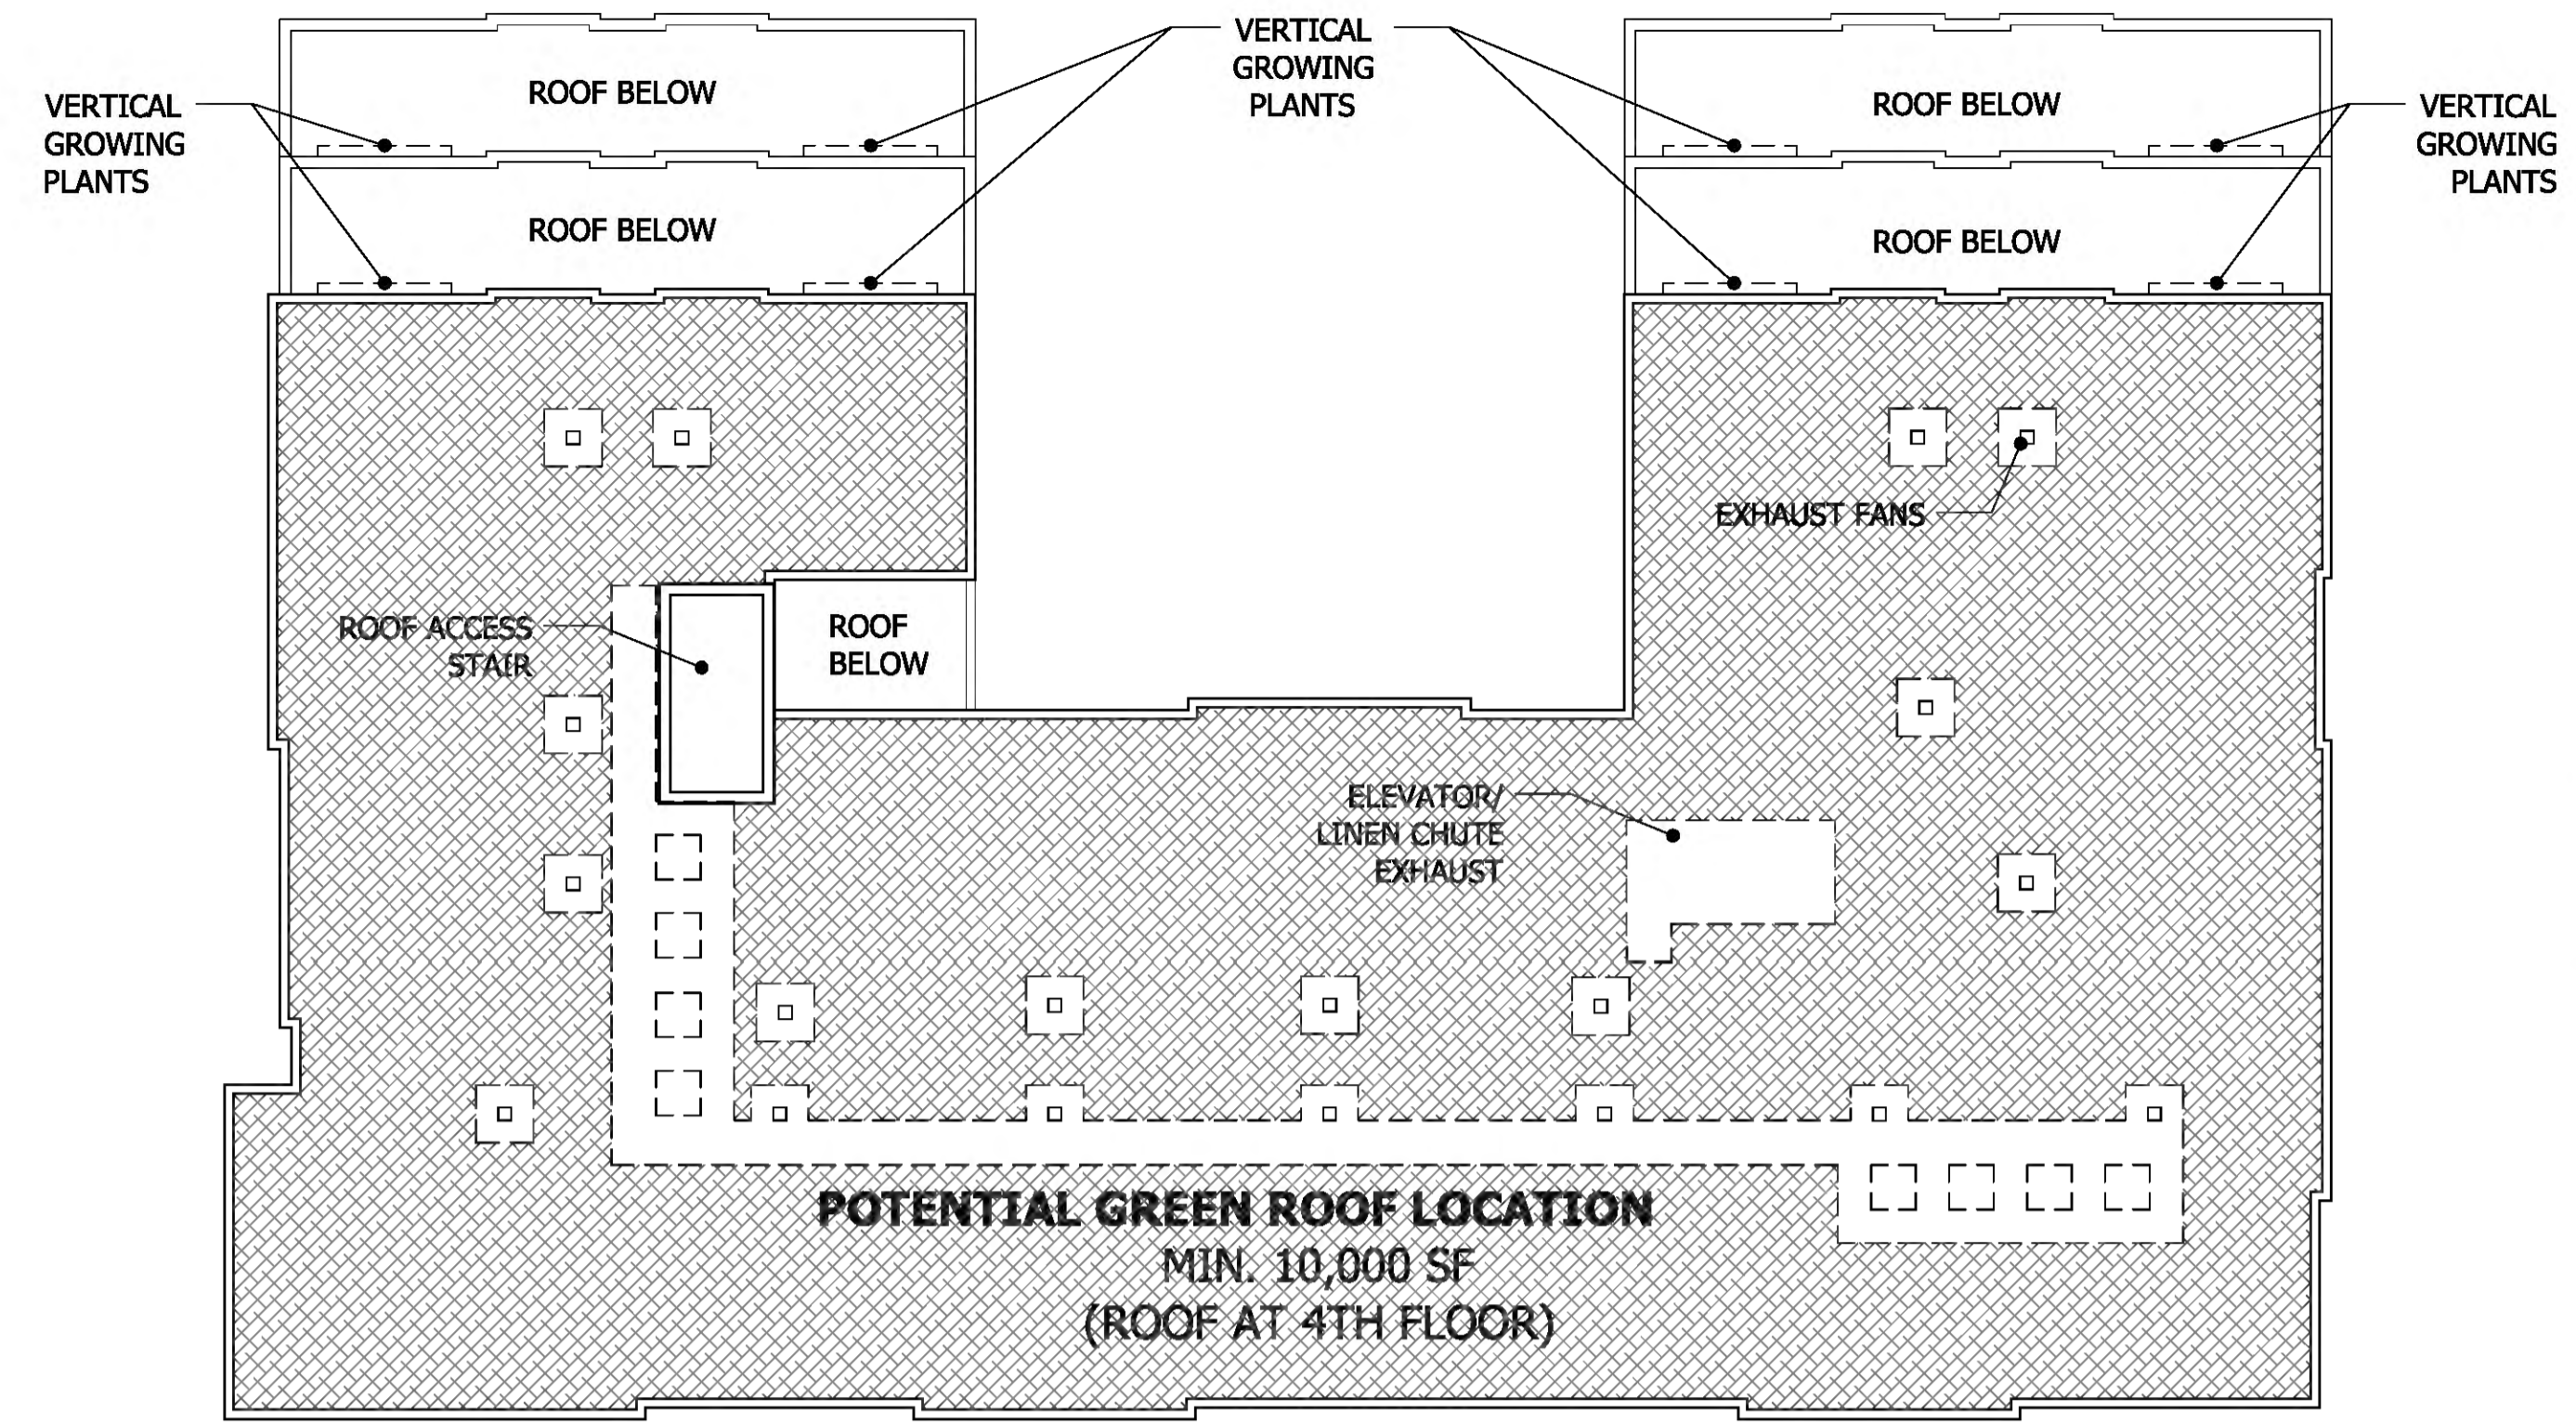 VERTICAL
GROWING
PLANTS
ROOF BELOW
ROOF BELOW
VERTICAL
GROWING
PLANTS
ROOF BELOW
ROOF BELOW
VERTICAL
GROWING
PLANTS
EXHAUST FANS
ROOF ACCESS
STAIR
ROOF
BELOW
ELEVATOR/
LINEN CHUTE
EXHAUST
POTENTIAL GREEN ROOF LOCATION
MIN. 10,000 SF
(ROOF AT 4TH FLOOR)